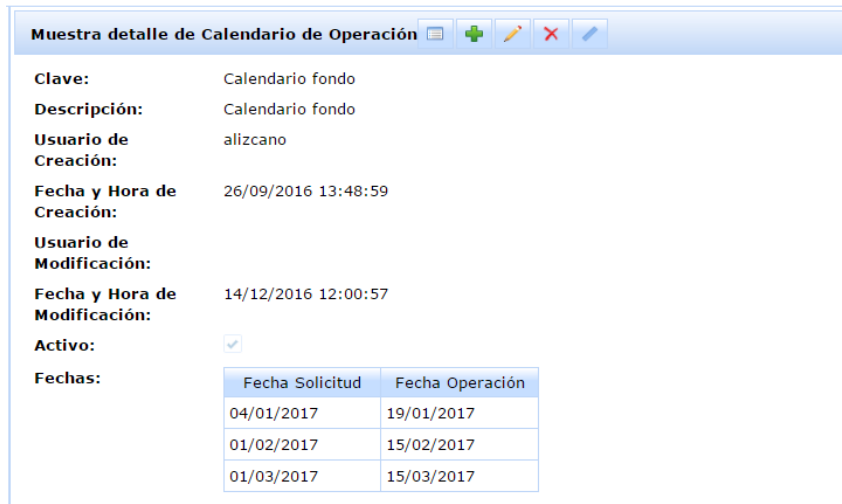 Muestra detalle de Calendario de Operación
Clave: Calendario fondo
Descripción: Calendario fondo
Usuario de alizcano
Creación:
Fecha y Hora de 26/09/2016 13:48:59
Creación:
Usuario de
Modificación:
Fecha y Hora de 14/12/2016 12:00:57
Modificación:
Activo:
Fechas: Fecha Solicitud Fecha Operación
04/01/2017 19/01/2017
01/02/2017 15/02/2017
01/03/2017 15/03/2017